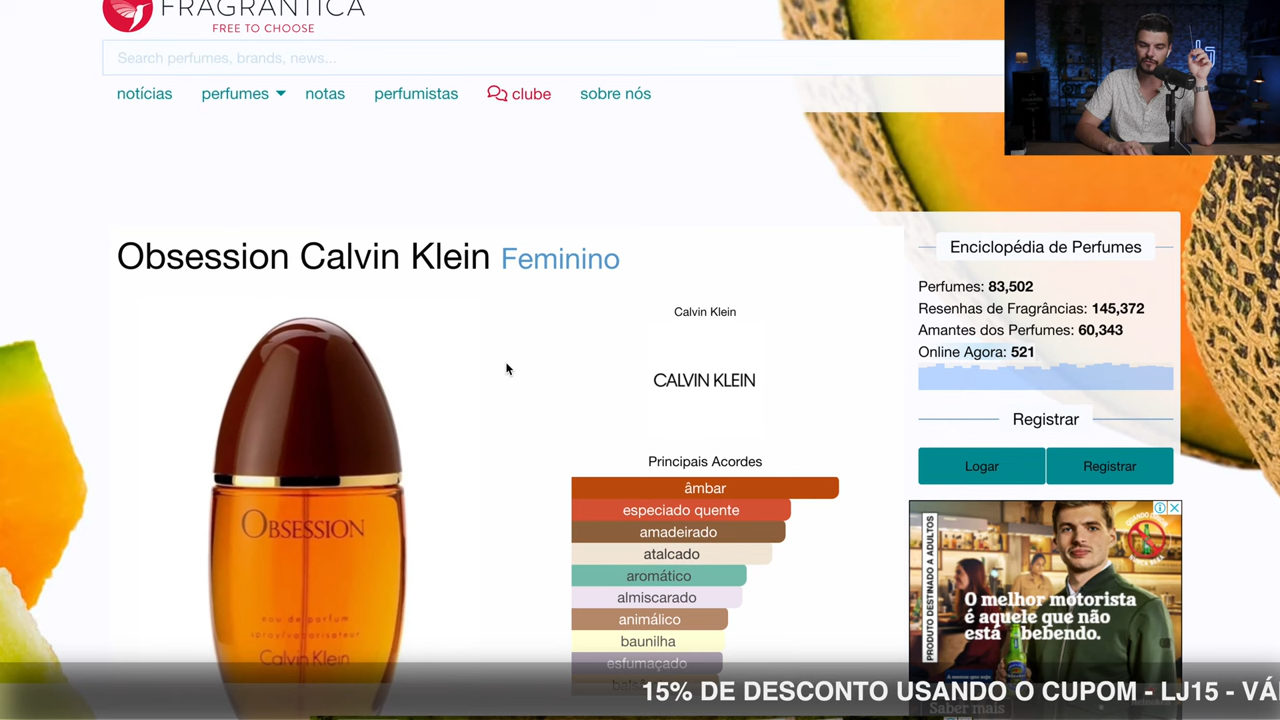 FRAGRANTICA
FREE TO CHOOSE
Search perfumes, brands, news...
notícias
perfumes
notas
perfumistas
clube
sobre nós
Obsession Calvin Klein Feminino
Calvin Klein
CALVIN KLEIN
Principais Acordes
âmbar
especiado quente
amadeirado
atalcado
aromático
almiscarado
animálico
baunilha
esfumaçado
OBSESSION
eau de parfum
spray/vaporisateur
Calvin Klein
Enciclopédia de Perfumes
Perfumes: 83,502
Resenhas de Fragrâncias: 145,372
Amantes dos Perfumes: 60,343
Online Agora: 521
Registrar
Logar
Registrar
PRODUTO DESTINADO A ADULTOS
O melhor motorista
é aquele que não
está bebendo.
Saber mais
15% DE DESCONTO USANDO O CUPOM - LJ15 - VÁ